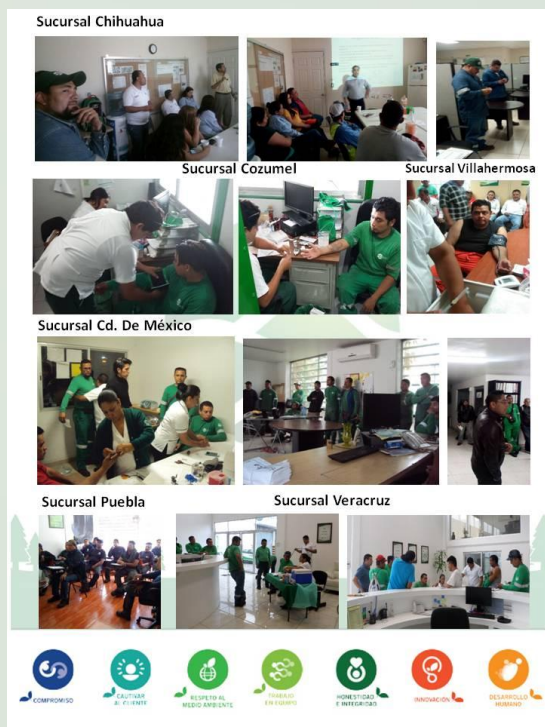 Sucursal Chihuahua
Sucursal Cozumel
Sucursal Villahermosa
Sucursal Cd. De México
Sucursal Puebla
Sucursal Veracruz
COMPROMISO
CAUTIVAR
AL CLIENTE
RESPETO AL
MEDIO AMBIENTE
TRABAJO
EN EQUIPO
HONESTIDAD
E INTEGRIDAD
INNOVACIÓN
DESARROLLO
HUMANO